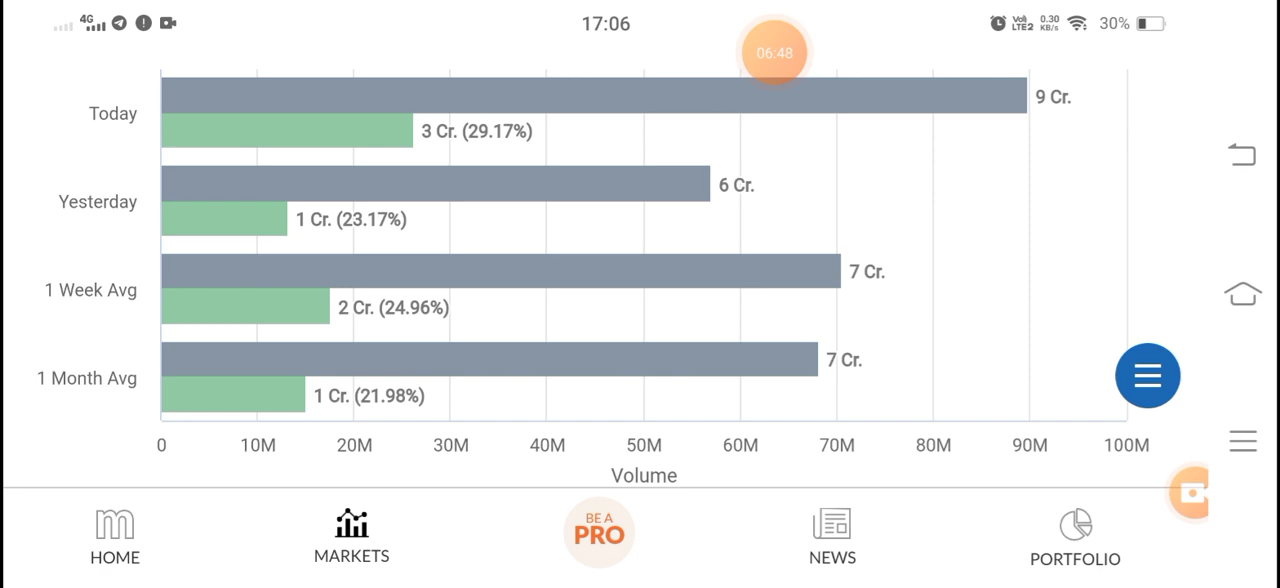 4G
17:06
06:48
VoU
LTE2
0.30
KB/s
30%
Today
9 Cr.
3 Cr. (29.17%)
Yesterday
6 Cr.
1 Cr. (23.17%)
1 Week Avg
7 Cr.
2 Cr. (24.96%)
1 Month Avg
7 Cr.
1 Cr. (21.98%)
0 10M 20M 30M 40M 50M 60M 70M 80M 90M 100M
Volume
HOME
MARKETS
BE A
PRO
NEWS
PORTFOLIO